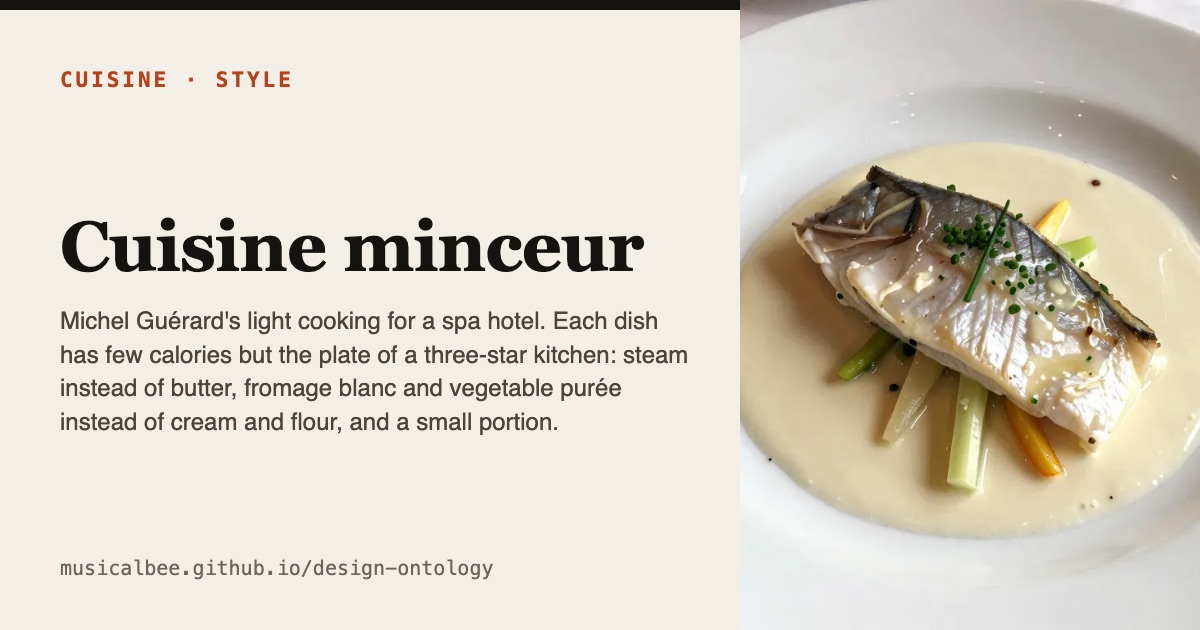 CUISINE · STYLE
Cuisine minceur
Michel Guérard's light cooking for a spa hotel. Each dish
has few calories but the plate of a three-star kitchen: steam
instead of butter, fromage blanc and vegetable purée
instead of cream and flour, and a small portion.
musicalbee.github.io/design-ontology